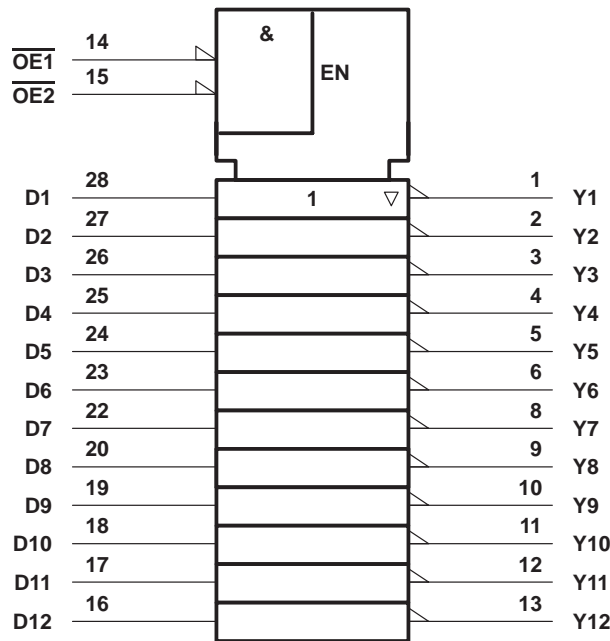 &
14
OE1
EN
15
OE2
28 1
D1 1 ▽ Y1
27 2
D2 Y2
26 3
D3 Y3
25 4
D4 Y4
24 5
D5 Y5
23 6
D6 Y6
22 8
D7 Y7
20 9
D8 Y8
19 10
D9 Y9
18 11
D10 Y10
17 12
D11 Y11
16 13
D12 Y12